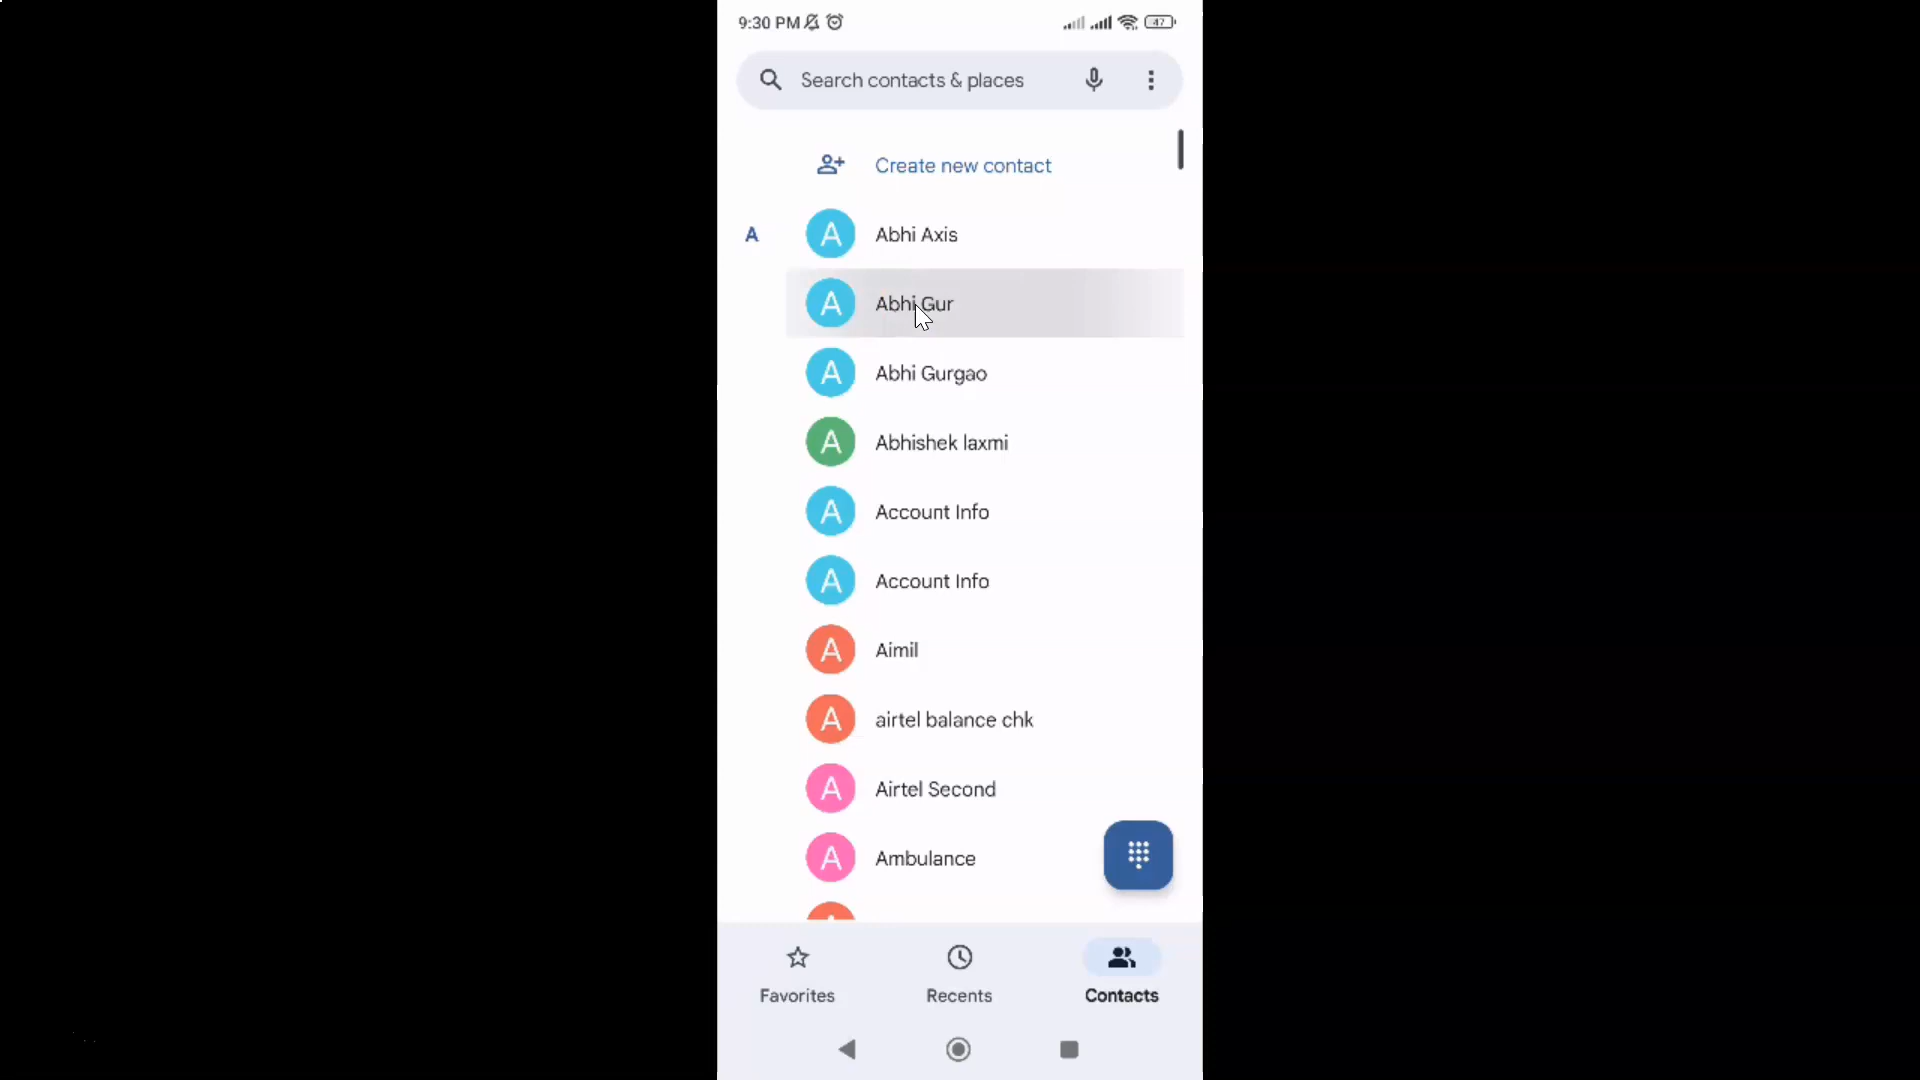 9:30 PM
47
Search contacts & places
Create new contact
A
A Abhi Axis
A Abhi Gur
A Abhi Gurgao
A Abhishek laxmi
A Account Info
A Account Info
A Aimil
A airtel balance chk
A Airtel Second
A Ambulance
Favorites Recents Contacts